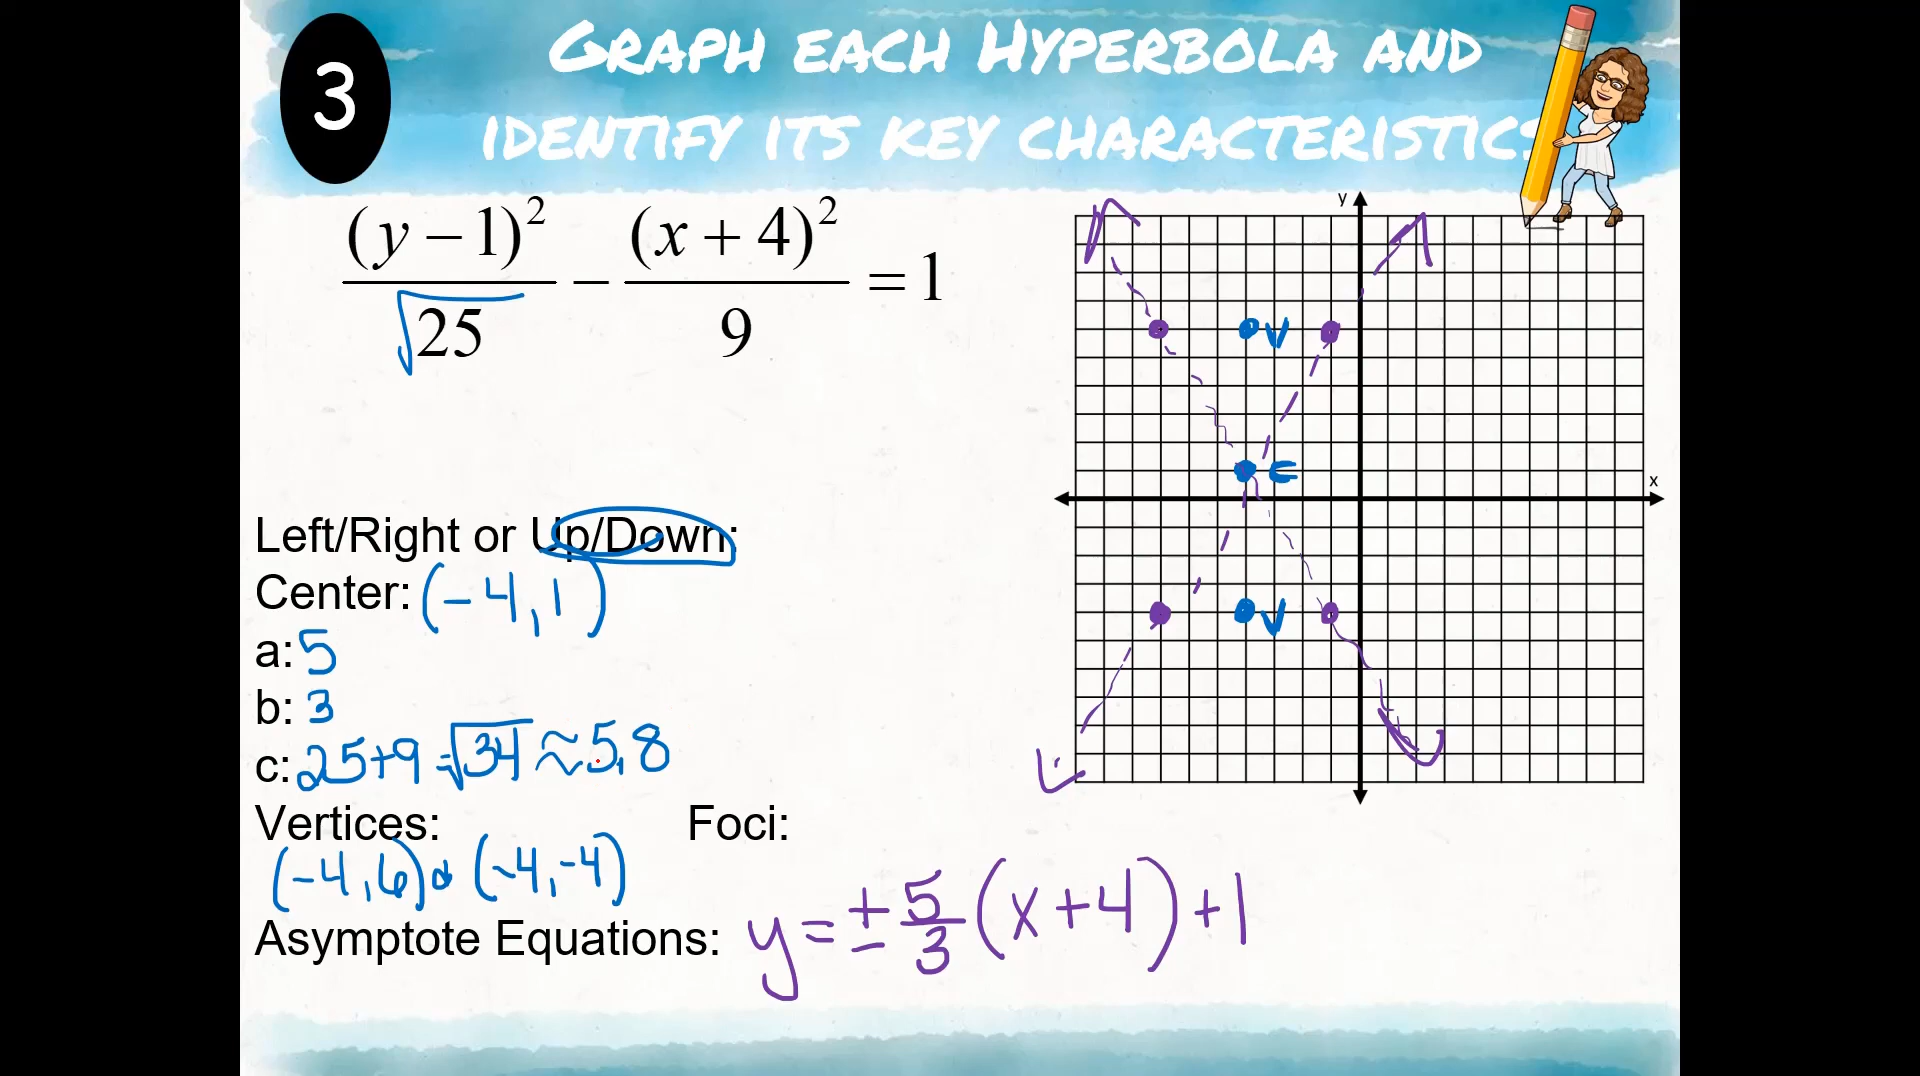 3
GRAPH EACH HYPERBOLA AND
IDENTIFY ITS KEY CHARACTERISTICS
(y − 1)² / √25 − (x + 4)² / 9 = 1
y
V
C
x
V
Left/Right or Up/Down:
Center: (-4, 1)
a: 5
b: 3
c: 25+9 = √34 ≈ 5.8
Vertices: Foci:
(-4, 6) & (-4, -4)
Asymptote Equations: y = ± 5/3 (x+4) + 1